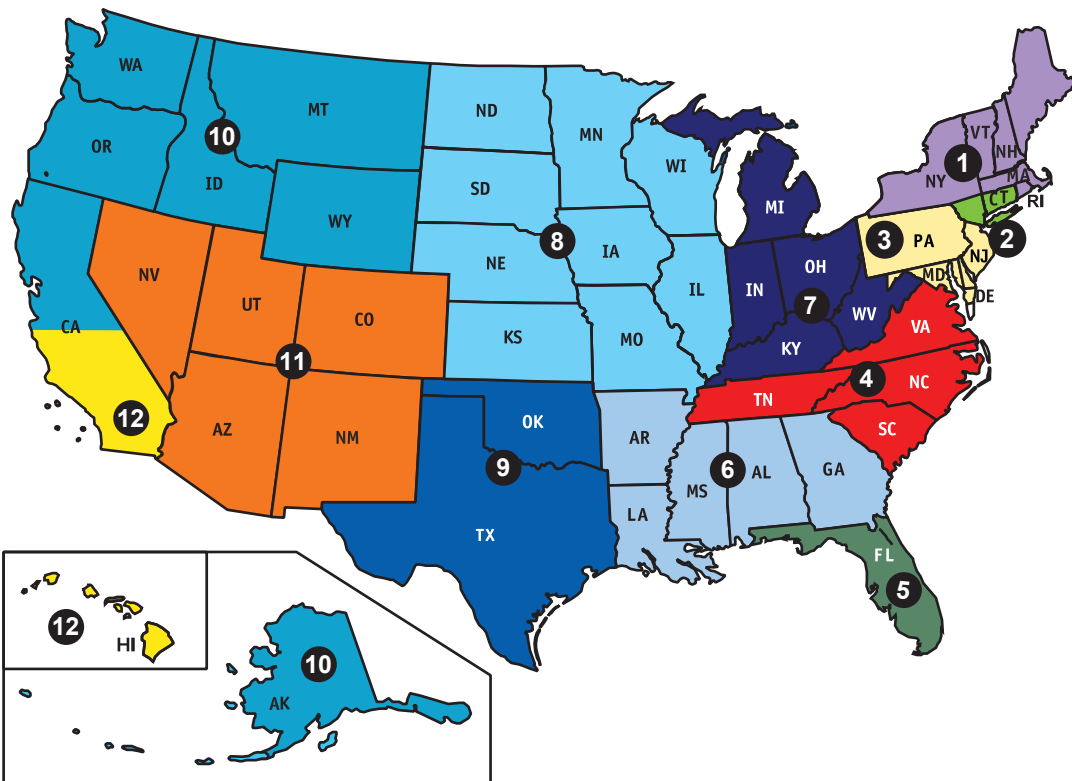 WA
MT
ND
MN
VT
10
OR
ID
1
NH
WI
NY
MA
SD
CT
RI
MI
WY
8
3
PA
2
NE
IA
OH
NJ
NV
MD
IN
DE
UT
IL
7
WV
CO
CA
KS
MO
KY
VA
11
4
NC
TN
12
AZ
NM
OK
AR
SC
9
6
AL
GA
MS
LA
TX
FL
5
12
HI
10
AK